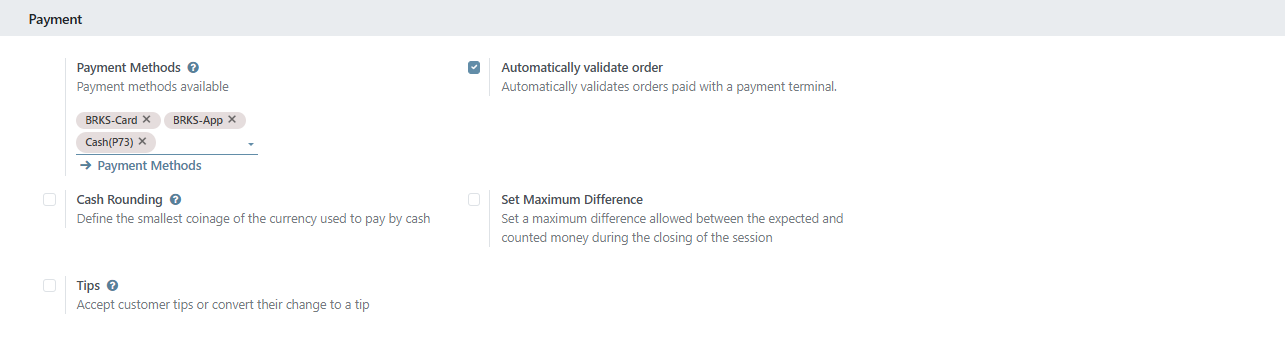 Payment
Payment Methods
Payment methods available
BRKS-Card
BRKS-App
Cash(P73)
Payment Methods
Automatically validate order
Automatically validates orders paid with a payment terminal.
Cash Rounding
Define the smallest coinage of the currency used to pay by cash
Set Maximum Difference
Set a maximum difference allowed between the expected and
counted money during the closing of the session
Tips
Accept customer tips or convert their change to a tip